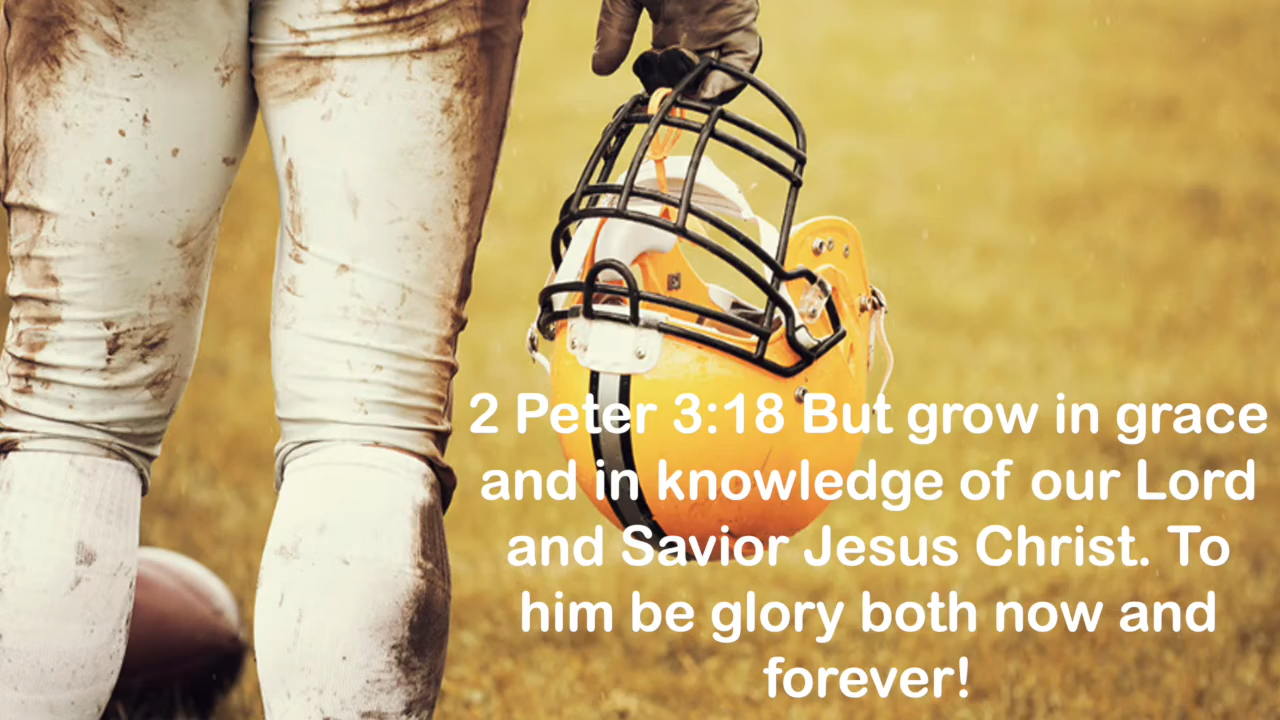 2 Peter 3:18 But grow in grace
and in knowledge of our Lord
and Savior Jesus Christ. To
him be glory both now and
forever!